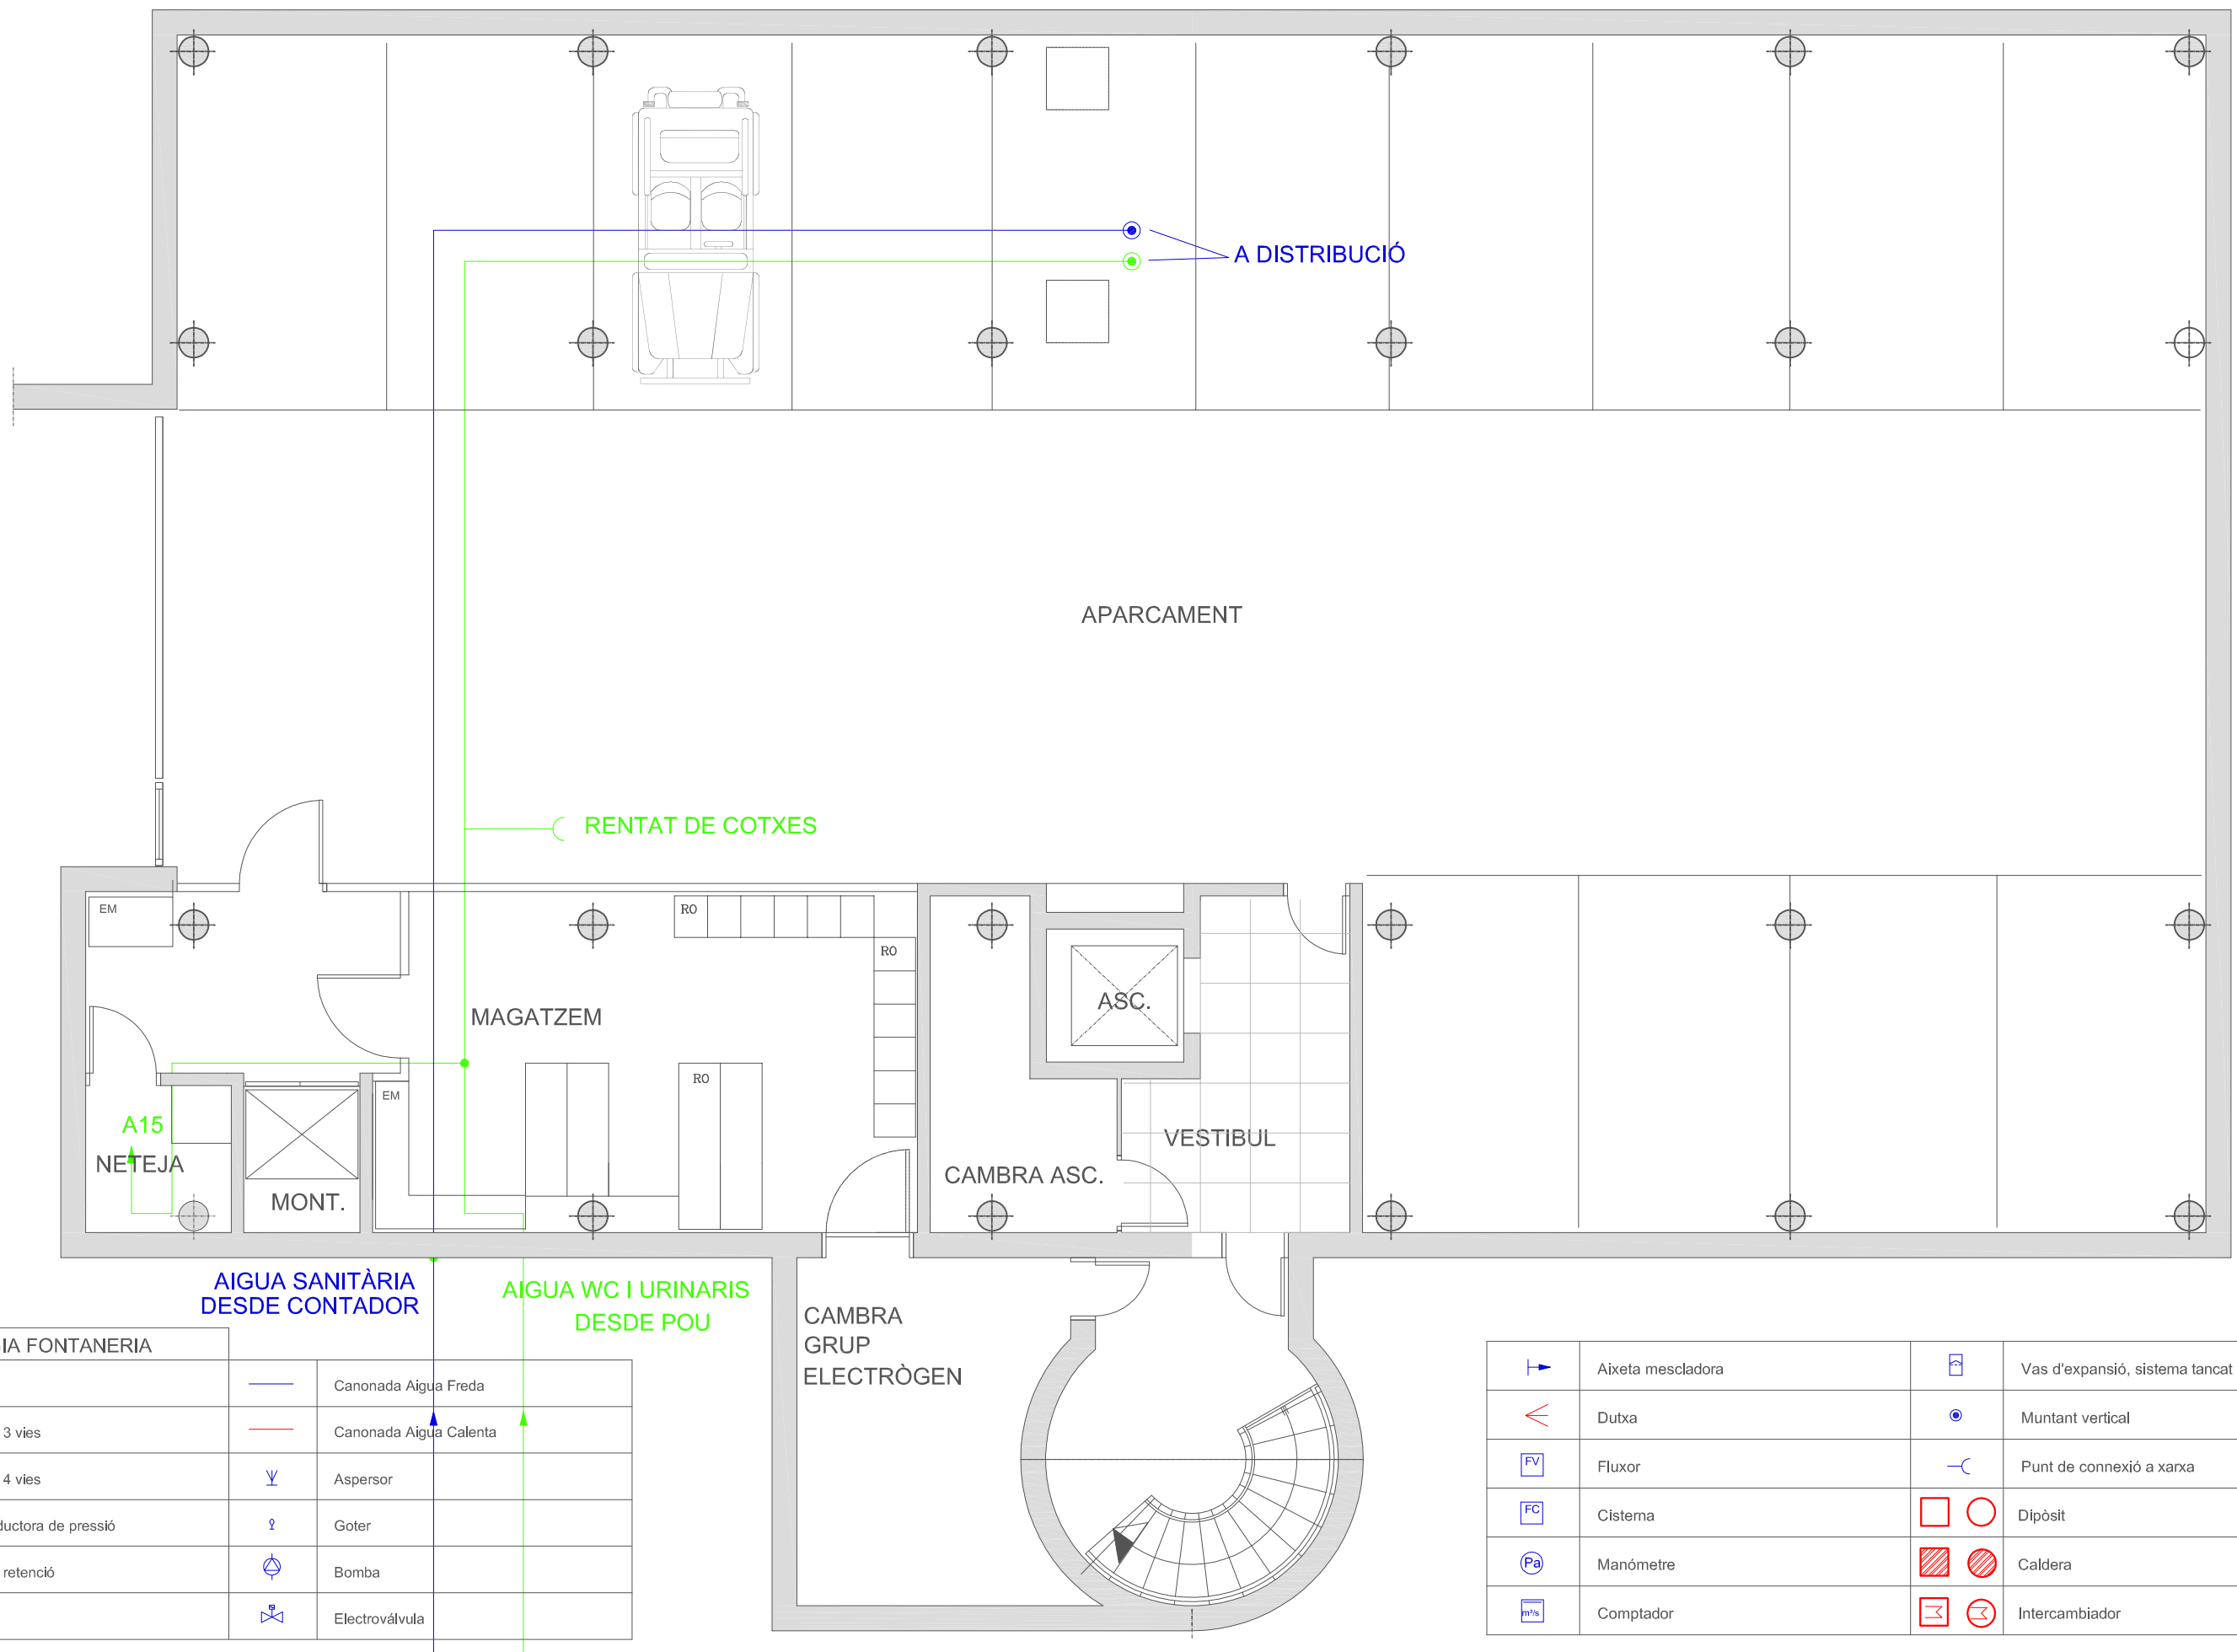 A DISTRIBUCIÓ
APARCAMENT
RENTAT DE COTXES
EM
RO
RO
MAGATZEM
ASC.
EM
RO
A15
NETEJA
MONT.
VESTIBUL
CAMBRA ASC.
AIGUA SANITÀRIA
DESDE CONTADOR
AIGUA WC I URINARIS
DESDE POU
CAMBRA
GRUP
ELECTRÒGEN
GIA FONTANERIA
Canonada Aigua Freda
3 vies
Canonada Aigua Calenta
4 vies
Aspersor
ductora de pressió
Goter
retenció
Bomba
Electroválvula
Aixeta mescladora
Vas d'expansió, sistema tancat
Dutxa
Muntant vertical
FV
Fluxor
Punt de connexió a xarxa
FC
Cisterna
Dipòsit
Pa
Manómetre
Caldera
m³/s
Comptador
Intercambiador